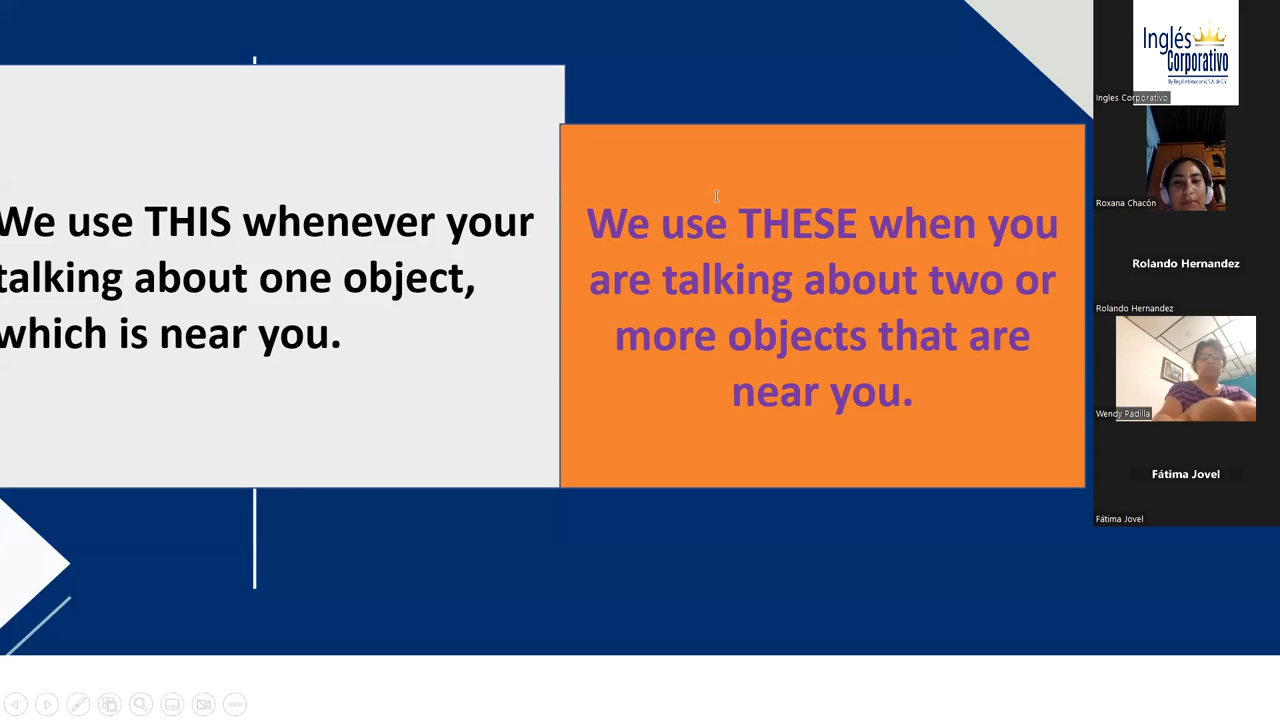 We use THIS whenever your
talking about one object,
which is near you.
We use THESE when you
are talking about two or
more objects that are
near you.
Inglés
Corporativo
Ingles Corporativo
Roxana Chacón
Rolando Hernandez
Rolando Hernandez
Wendy Padilla
Fátima Jovel
Fátima Jovel